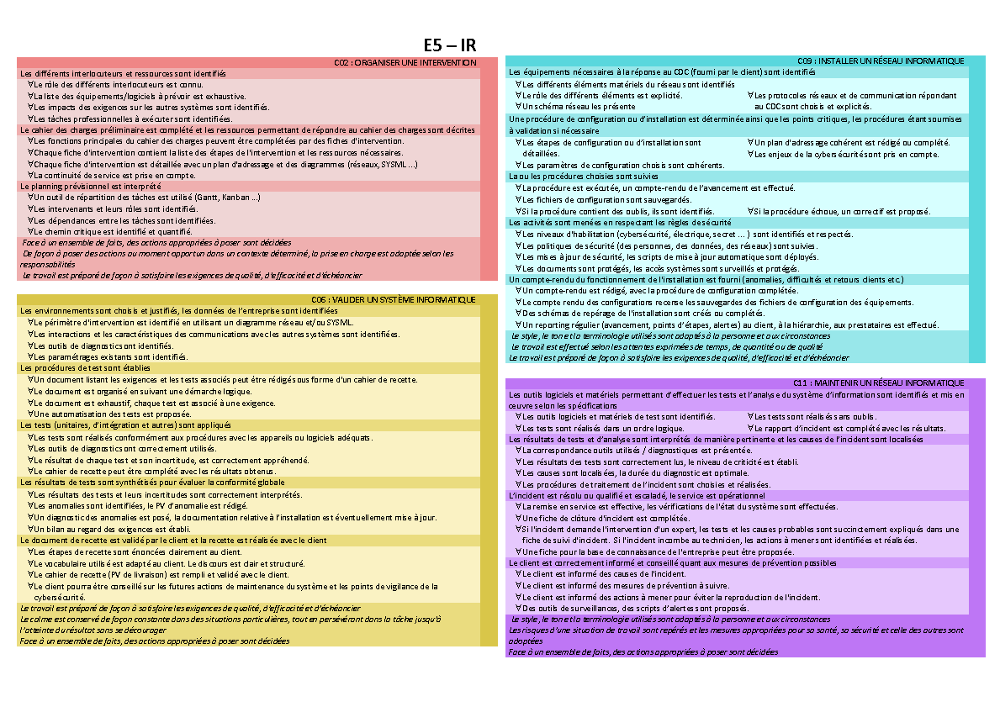 E5 – IR
C02 : ORGANISER UNE INTERVENTION
Les différents interlocuteurs et ressources sont identifiés
∀Le rôle des différents interlocuteurs est connu.
∀La liste des équipements/logiciels à prévoir est exhaustive.
∀Les impacts des exigences sur les autres systèmes sont identifiés.
∀Les tâches professionnelles à exécuter sont identifiées.
Le cahier des charges préliminaire est complété et les ressources permettant de répondre au cahier des charges sont décrites
∀Les fonctions principales du cahier des charges peuvent être complétées par des fiches d'intervention.
∀Chaque fiche d'intervention contient la liste des étapes de l'intervention et les ressources nécessaires.
∀Chaque fiche d'intervention est détaillée avec un plan d'adressage et des diagrammes (réseaux, SYSML ...)
∀La continuité de service est prise en compte.
Le planning prévisionnel est interprété
∀Un outil de répartition des tâches est utilisé (Gantt, Kanban ...)
∀Les intervenants et leurs rôles sont identifiés.
∀Les dépendances entre les tâches sont identifiées.
∀Le chemin critique est identifié et quantifié.
Face à un ensemble de faits, des actions appropriées à poser sont décidées
De façon à poser des actions au moment opportun dans un contexte déterminé, la prise en charge est adaptée selon les
responsabilités
Le travail est préparé de façon à satisfaire les exigences de qualité, d'efficacité et d'échéancier
C06 : VALIDER UN SYSTÈME INFORMATIQUE
Les environnements sont choisis et justifiés, les données de l'entreprise sont identifiées
∀Le périmètre d'intervention est identifié en utilisant un diagramme réseau et/ou SYSML.
∀Les interactions et les caractéristiques des communications avec les autres systèmes sont identifiées.
∀Les outils de diagnostics sont identifiés.
∀Les paramétrages existants sont identifiés.
Les procédures de test sont établies
∀Un document listant les exigences et les tests associés peut être rédigés sous forme d'un cahier de recette.
∀Le document est organisé en suivant une démarche logique.
∀Le document est exhaustif, chaque test est associé à une exigence.
∀Une automatisation des tests est proposée.
Les tests (unitaires, d'intégration et autres) sont appliqués
∀Les tests sont réalisés conformément aux procédures avec les appareils ou logiciels adéquats.
∀Les outils de diagnostics ont correctement utilisés.
∀Le résultat de chaque test et son incertitude, est correctement appréhendé.
∀Le cahier de recette peut être complété avec les résultats obtenus.
Les résultats de tests sont synthétisés pour évaluer la conformité globale
∀Les résultats des tests et leurs incertitudes sont correctement interprétés.
∀Les anomalies sont identifiées, le PV d'anomalie est rédigé.
∀Un diagnostic des anomalies est posé, la documentation relative à l'installation est éventuellement mise à jour.
∀Un bilan au regard des exigences est établi.
Le document de recette est validé par le client et la recette est réalisée avec le client
∀Les étapes de recette sont énoncées clairement au client.
∀Le vocabulaire utilisé est adapté au client. Le discours est clair et structuré.
∀Le cahier de recette (PV de livraison) est rempli et validé avec le client.
∀Le client pourra être conseillé sur les futures actions de maintenance du système et les points de vigilance de la
cybersécurité.
Le travail est préparé de façon à satisfaire les exigences de qualité, d'efficacité et d'échéancier
Le calme est conservé de façon constante dans des situations particulières, tout en persévérant dans la tâche jusqu'à
l'atteinte du résultat sans se décourager
Face à un ensemble de faits, des actions appropriées à poser sont décidées
C09 : INSTALLER UN RÉSEAU INFORMATIQUE
Les équipements nécessaires à la réponse au CDC (fourni par le client) sont identifiés
∀Les différents éléments matériels du réseau sont identifiés
∀Le rôle des différents éléments est explicité.
∀Un schéma réseau les présente
∀Les protocoles réseaux et de communication répondant
au CDC sont choisis et explicités.
Une procédure de configuration ou d'installation est déterminée ainsi que les points critiques, les procédures étant soumises
à validation si nécessaire
∀Les étapes de configuration ou d'installation sont
détaillées.
∀Les paramètres de configuration choisis sont cohérents.
∀Un plan d'adressage cohérent est rédigé ou complété.
∀Les enjeux de la cybersécurité sont pris en compte.
La ou les procédures choisies sont suivies
∀La procédure est exécutée, un compte-rendu de l'avancement est effectué.
∀Les fichiers de configuration sont sauvegardés.
∀Si la procédure contient des oublis, ils sont identifiés.
∀Si la procédure échoue, un correctif est proposé.
Les activités sont menées en respectant les règles de sécurité
∀Les niveaux d'habilitation (cybersécurité, électrique, secret ... ) sont identifiés et respectés.
∀Les politiques de sécurité (des personnes, des données, des réseaux) sont suivies.
∀Les mises à jour de sécurité, les scripts de mise à jour automatique sont déployés.
∀Les documents sont protégés, les accès systèmes sont surveillés et protégés.
Un compte-rendu du fonctionnement de l'installation est fourni (anomalies, difficultés et retours clients etc.)
∀Un compte-rendu est rédigé, avec la procédure de configuration complétée.
∀Le compte rendu des configurations recense les sauvegardes des fichiers de configuration des équipements.
∀Des schémas de repérage de l'installation sont créés ou complétés.
∀Un reporting régulier (avancement, points d'étapes, alertes) au client, à la hiérarchie, aux prestataires est effectué.
Le style, le ton et la terminologie utilisés sont adaptés à la personne et aux circonstances
Le travail est effectué selon les attentes exprimées de temps, de quantité ou de qualité
Le travail est préparé de façon à satisfaire les exigences de qualité, d'efficacité et d'échéancier
C11 : MAINTENIR UN RÉSEAU INFORMATIQUE
Les outils logiciels et matériels permettant d'effectuer les tests et l'analyse du système d'information sont identifiés et mis en
œuvre selon les spécifications
∀Les outils logiciels et matériels de test sont identifiés.
∀Les tests sont réalisés dans un ordre logique.
∀Les tests sont réalisés sans oublis.
∀Le rapport d'incident est complété avec les résultats.
Les résultats de tests et d'analyse sont interprétés de manière pertinente et les causes de l'incident sont localisées
∀La correspondance outils utilisés / diagnostiques est présentée.
∀Les résultats des tests sont correctement lus, le niveau de criticité est établi.
∀Les causes sont localisées, la durée du diagnostic est optimale.
∀Les procédures de traitement de l'incident sont choisies et réalisées.
L'incident est résolu ou qualifié et escaladé, le service est opérationnel
∀La remise en service est effective, les vérifications de l'état du système sont effectuées.
∀Une fiche de clôture d'incident est complétée.
∀Si l'incident demande l'intervention d'un expert, les tests et les causes probables sont succinctement expliqués dans une
fiche de suivi d'incident. Si l'incident incombe au technicien, les actions à mener sont identifiées et réalisées.
∀Une fiche pour la base de connaissance de l'entreprise peut être proposée.
Le client est correctement informé et conseillé quant aux mesures de prévention possibles
∀Le client est informé des causes de l'incident.
∀Le client est informé des mesures de prévention à suivre.
∀Le client est informé des actions à mener pour éviter la reproduction de l'incident.
∀Des outils de surveillances, des scripts d'alertes sont proposés.
Le style, le ton et la terminologie utilisés sont adaptés à la personne et aux circonstances
Les risques d'une situation de travail sont repérés et les mesures appropriées pour sa santé, sa sécurité et celle des autres sont
adoptées
Face à un ensemble de faits, des actions appropriées à poser sont décidées